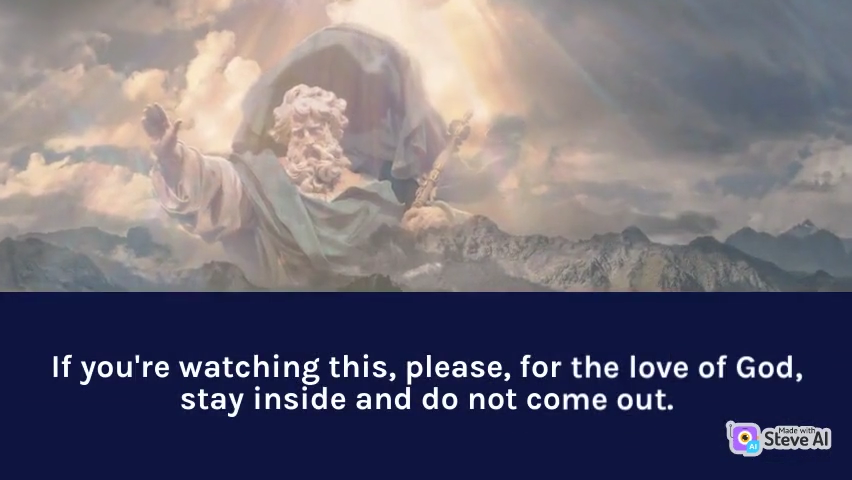 If you're watching this, please, for the love of God,
stay inside and do not come out.
Made with
Steve AI
AI